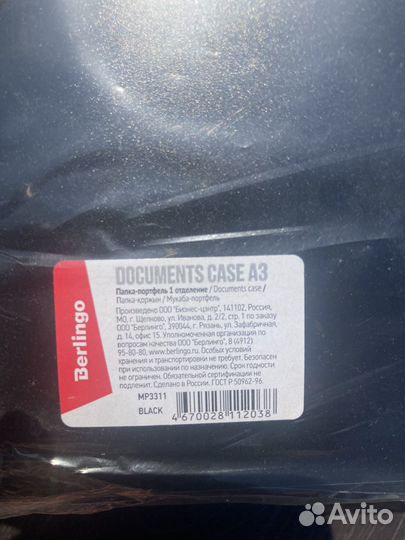 Berlingo
DOCUMENTS CASE A3
Папка-портфель 1 отделение / Documents case /
Папка-қоржын / Мукаба-портфель
Произведено ООО "Бизнес-центр", 141102, Россия,
МО, г. Щелково, ул. Иванова, д. 2/2, стр. 1 по заказу
ООО "Берлинго", 390044, г. Рязань, ул. Зафабричная,
д. 14, офис 15. Уполномоченная организация по
вопросам качества ООО "Берлинго", 8 (4912)
95-80-80, www.berlingo.ru. Особых условий
хранения и транспортировки не требует. Безопасен
при использовании по назначению. Срок годности
не ограничен. Обязательной сертификации не
подлежит. Сделано в России. ГОСТ Р 50962-96.
MP3311
BLACK
4 670028 112038
Avito